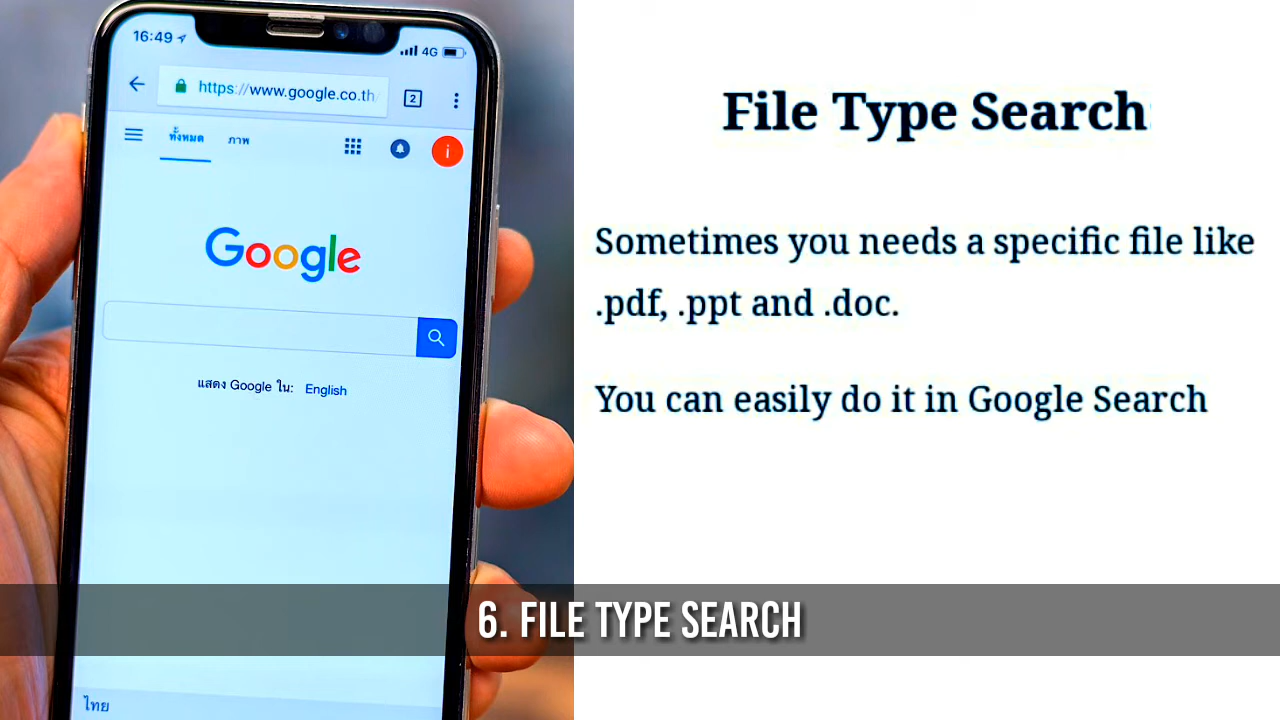 16:49
4G
https://www.google.co.th/
2
ทั้งหมด ภาพ
i
Google
แสดง Google ใน: English
ไทย
File Type Search
Sometimes you needs a specific file like
.pdf, .ppt and .doc.
You can easily do it in Google Search
6. FILE TYPE SEARCH